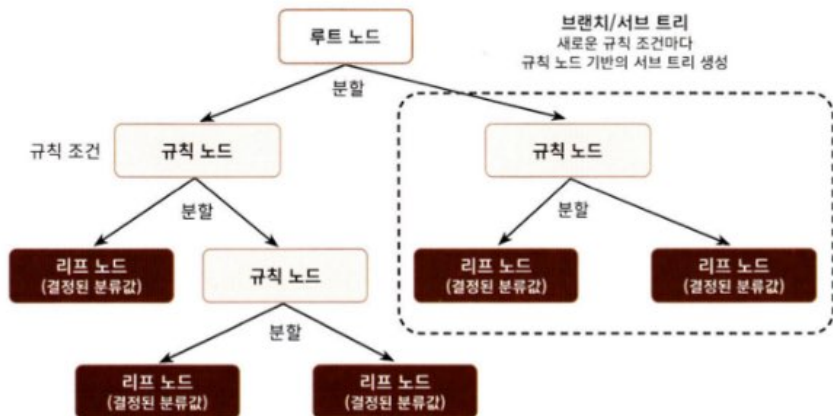 루트 노드
브랜치/서브 트리
새로운 규칙 조건마다
규칙 노드 기반의 서브 트리 생성
분할
규칙 조건
규칙 노드
규칙 노드
분할
분할
리프 노드
(결정된 분류값)
규칙 노드
리프 노드
(결정된 분류값)
리프 노드
(결정된 분류값)
분할
리프 노드
(결정된 분류값)
리프 노드
(결정된 분류값)